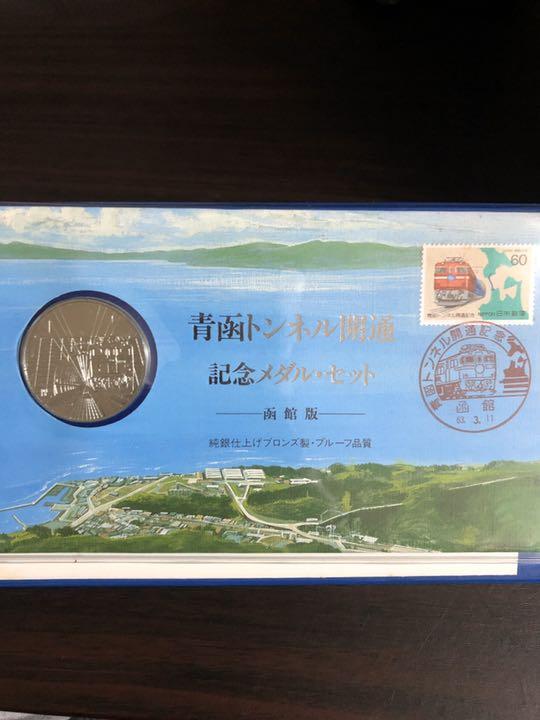 青函トンネル開通
記念メダル・セット
函館版
純銀仕上げブロンズ製・プルーフ品質
60
青函トンネル開通記念
NIPPON 日本郵便
青函トンネル開通記念
函館
63.3.11